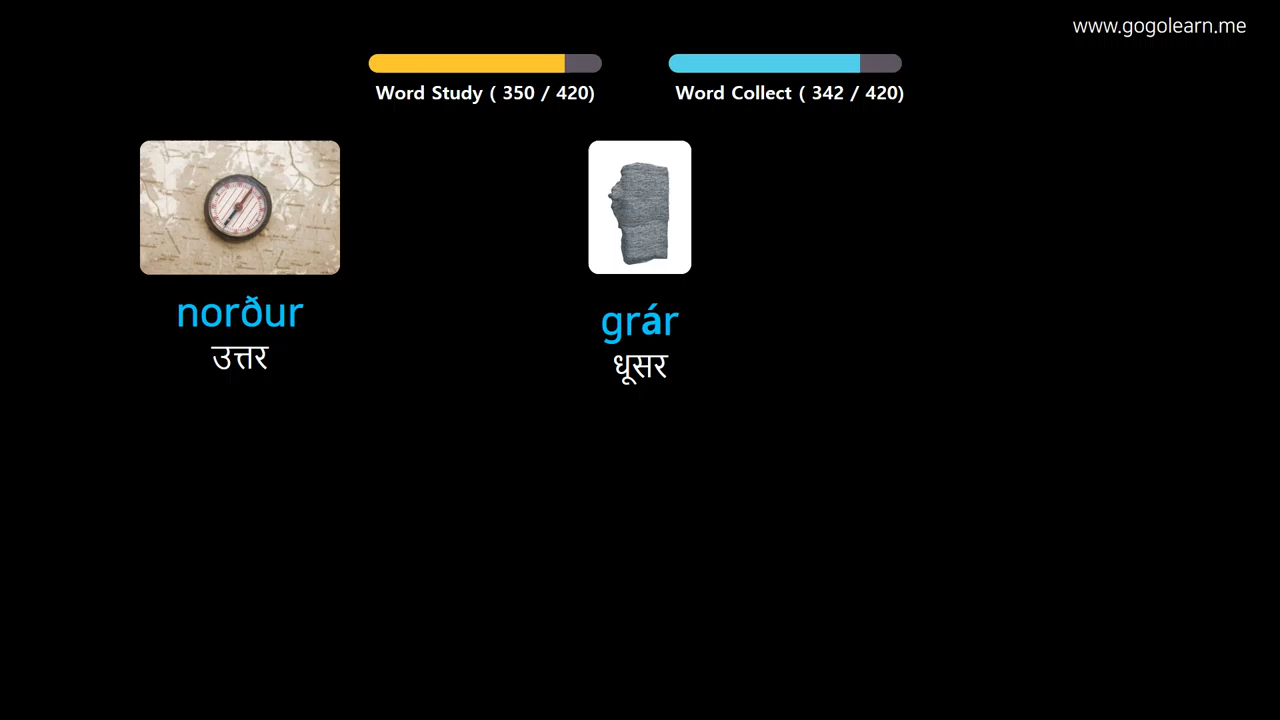 www.gogolearn.me
Word Study ( 350 / 420)
Word Collect ( 342 / 420)
norður
उत्तर
grár
धूसर